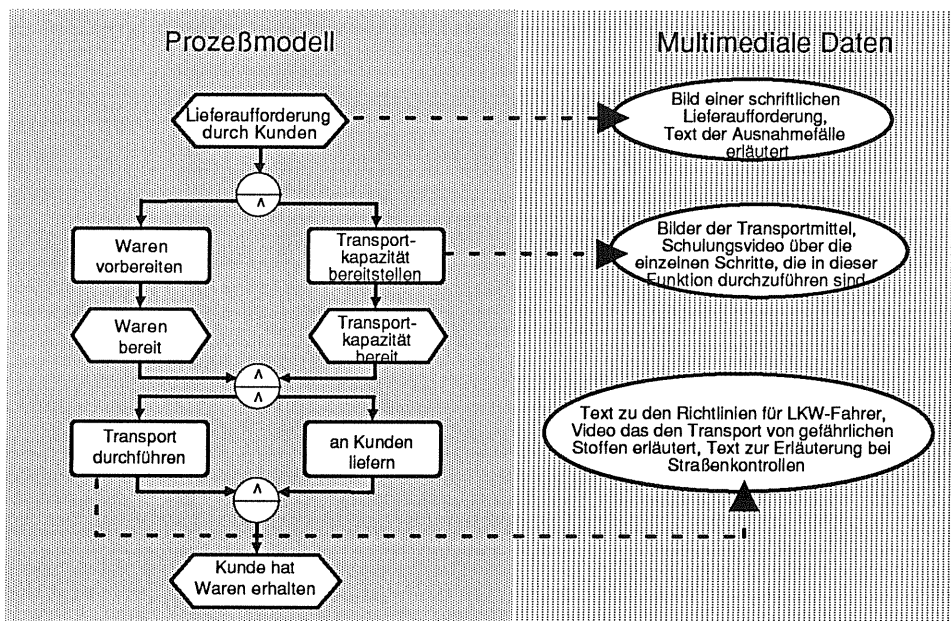 Prozeßmodell
Multimediale Daten
Lieferaufforderung
durch Kunden
Bild einer schriftlichen
Lieferaufforderung,
Text der Ausnahmefälle
erläutert
^
Waren
vorbereiten
Transport-
kapazität
bereitstellen
Bilder der Transportmittel,
Schulungsvideo über die
einzelnen Schritte, die in dieser
Funktion durchzuführen sind
Waren
bereit
Transport-
kapazität
bereit
^
^
Transport
durchführen
an Kunden
liefern
Text zu den Richtlinien für LKW-Fahrer,
Video das den Transport von gefährlichen
Stoffen erläutert, Text zur Erläuterung bei
Straßenkontrollen
^
Kunde hat
Waren erhalten